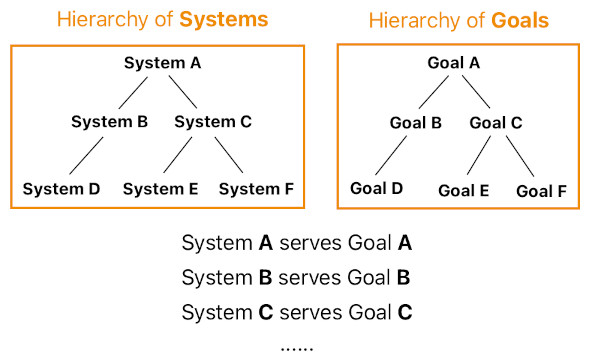 Hierarchy of Systems
Hierarchy of Goals
System A
System B
System C
System D
System E
System F
Goal A
Goal B
Goal C
Goal D
Goal E
Goal F
System A serves Goal A
System B serves Goal B
System C serves Goal C
......